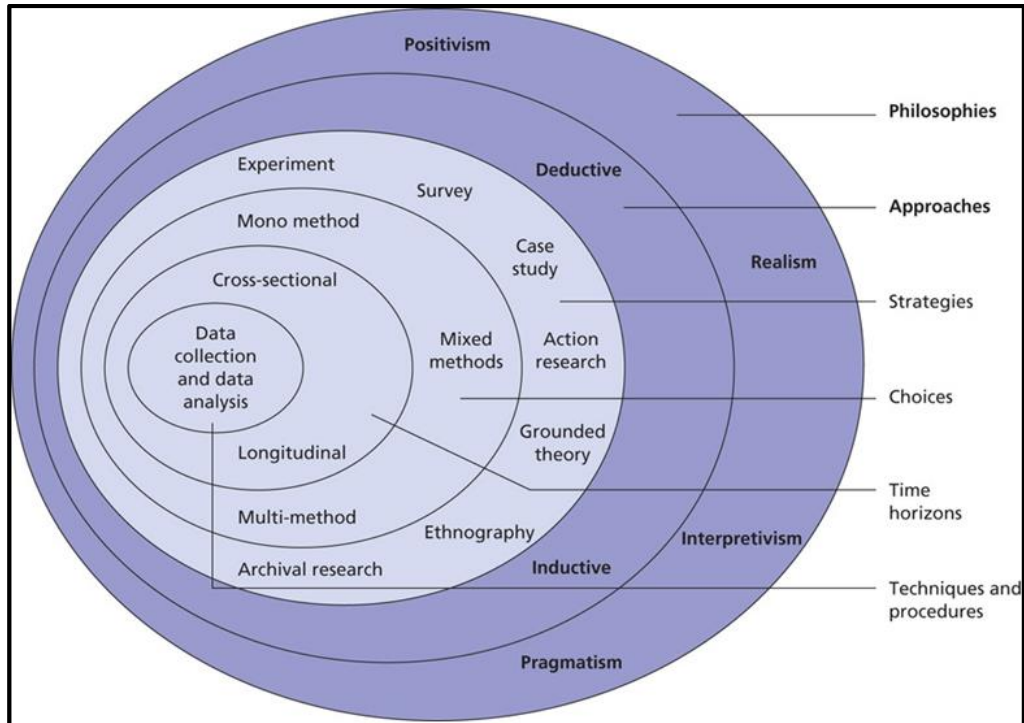 Positivism
Philosophies
Deductive
Approaches
Realism
Experiment
Survey
Mono method
Case
study
Strategies
Cross-sectional
Data
collection
and data
analysis
Mixed
methods
Action
research
Choices
Longitudinal
Grounded
theory
Time
horizons
Multi-method
Ethnography
Interpretivism
Archival research
Inductive
Techniques and
procedures
Pragmatism